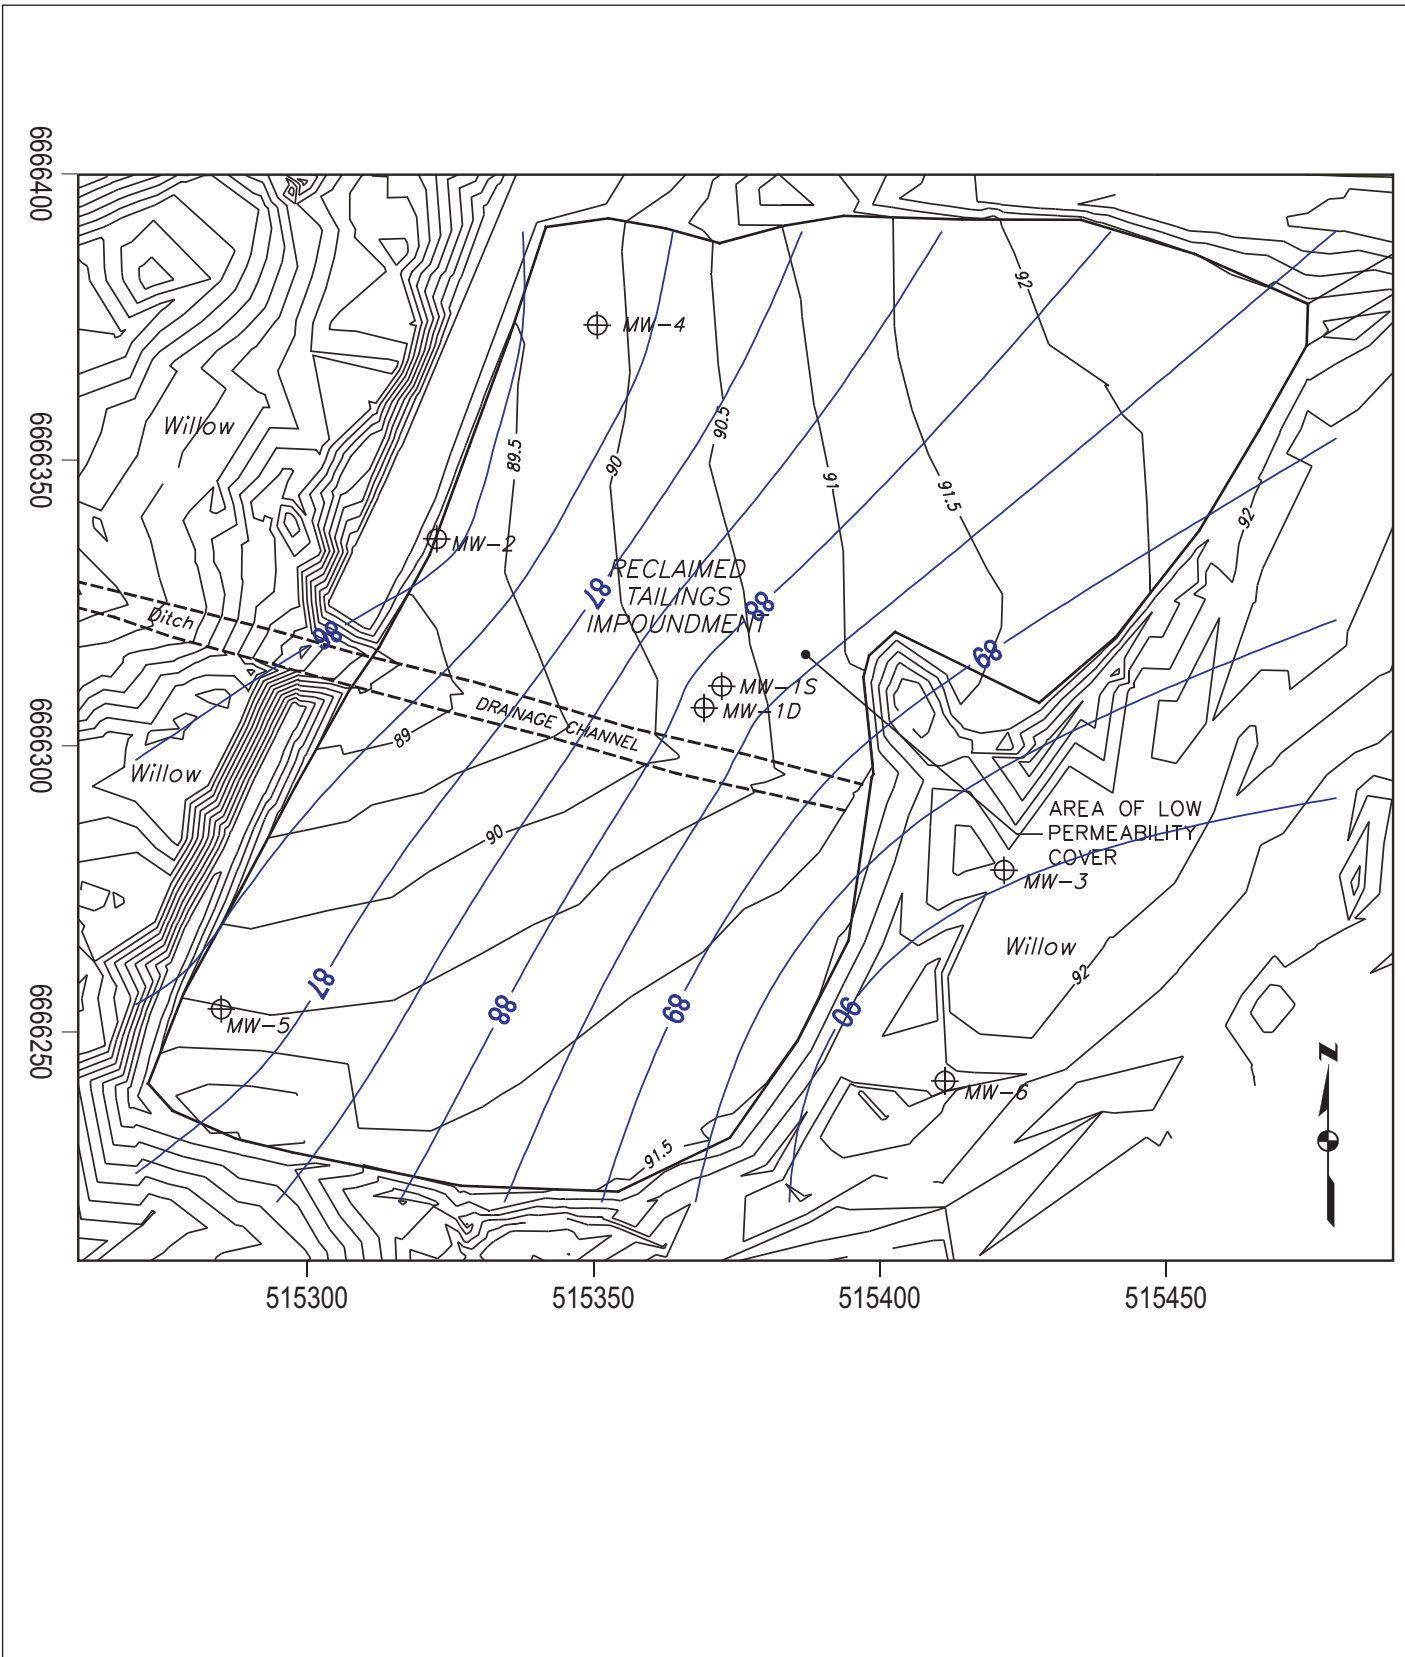 6666400
6666350
6666300
6666250
92
MW-4
Willow
90.5
89.5
90
91
91.5
92
MW-2
RECLAIMED
TAILINGS
IMPOUNDMENT
87
88
Ditch
86
89
MW-1S
MW-1D
DRAINAGE CHANNEL
89
Willow
AREA OF LOW
PERMEABILITY
COVER
90
MW-3
Willow
92
87
88
89
90
MW-5
N
MW-6
91.5
515300
515350
515400
515450